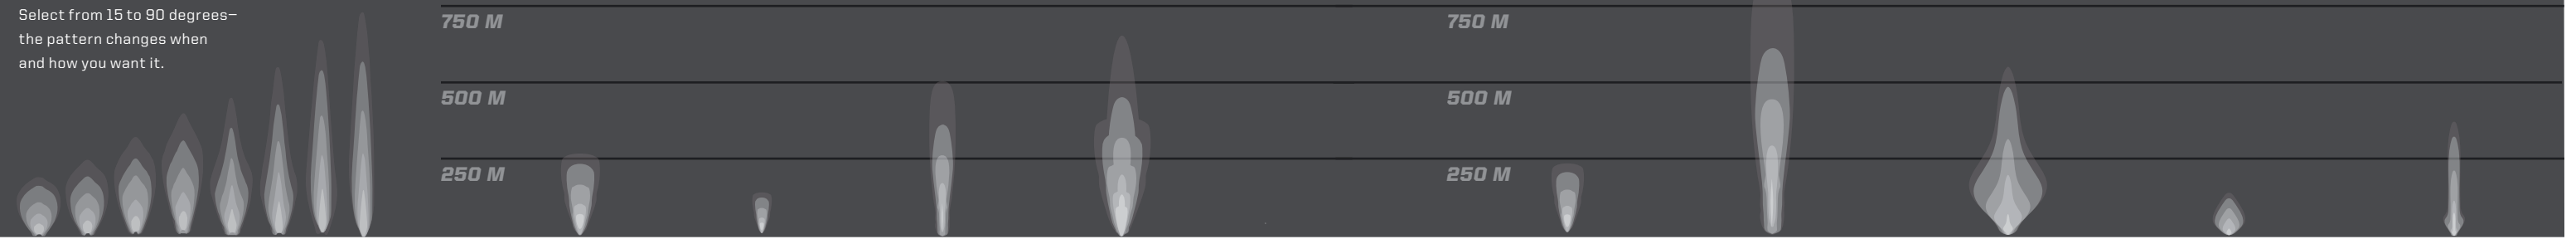 Select from 15 to 90 degrees–
the pattern changes when
and how you want it.
750 M
500 M
250 M
750 M
500 M
250 M